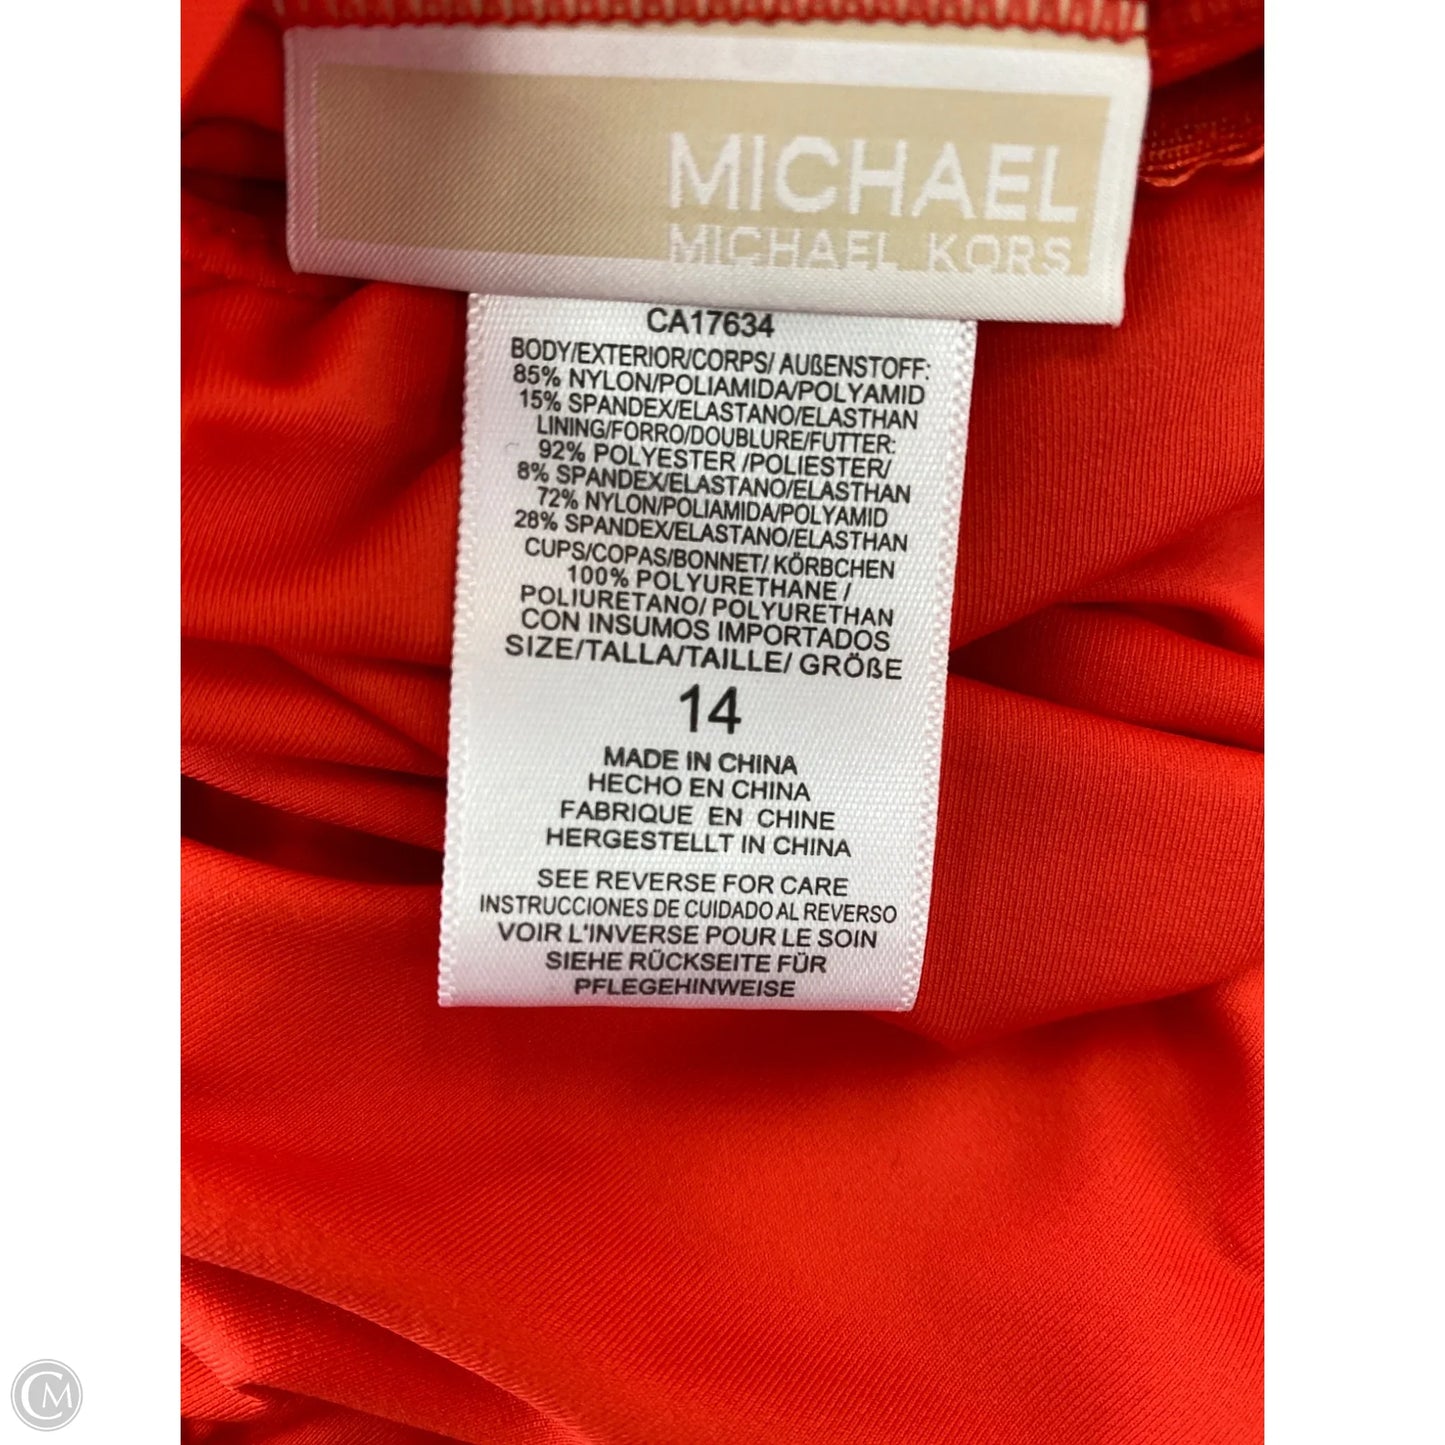 MICHAEL
MICHAEL KORS
CA17634
BODY/EXTERIOR/CORPS/ AUßENSTOFF:
85% NYLON/POLIAMIDA/POLYAMID
15% SPANDEX/ELASTANO/ELASTHAN
LINING/FORRO/DOUBLURE/FUTTER:
92% POLYESTER /POLIESTER/
8% SPANDEX/ELASTANO/ELASTHAN
72% NYLON/POLIAMIDA/POLYAMID
28% SPANDEX/ELASTANO/ELASTHAN
CUPS/COPAS/BONNET/ KÖRBCHEN
100% POLYURETHANE /
POLIURETANO/ POLYURETHAN
CON INSUMOS IMPORTADOS
SIZE/TALLA/TAILLE/ GRÖßE
14
MADE IN CHINA
HECHO EN CHINA
FABRIQUE EN CHINE
HERGESTELLT IN CHINA
SEE REVERSE FOR CARE
INSTRUCCIONES DE CUIDADO AL REVERSO
VOIR L'INVERSE POUR LE SOIN
SIEHE RÜCKSEITE FÜR
PFLEGEHINWEISE
CM